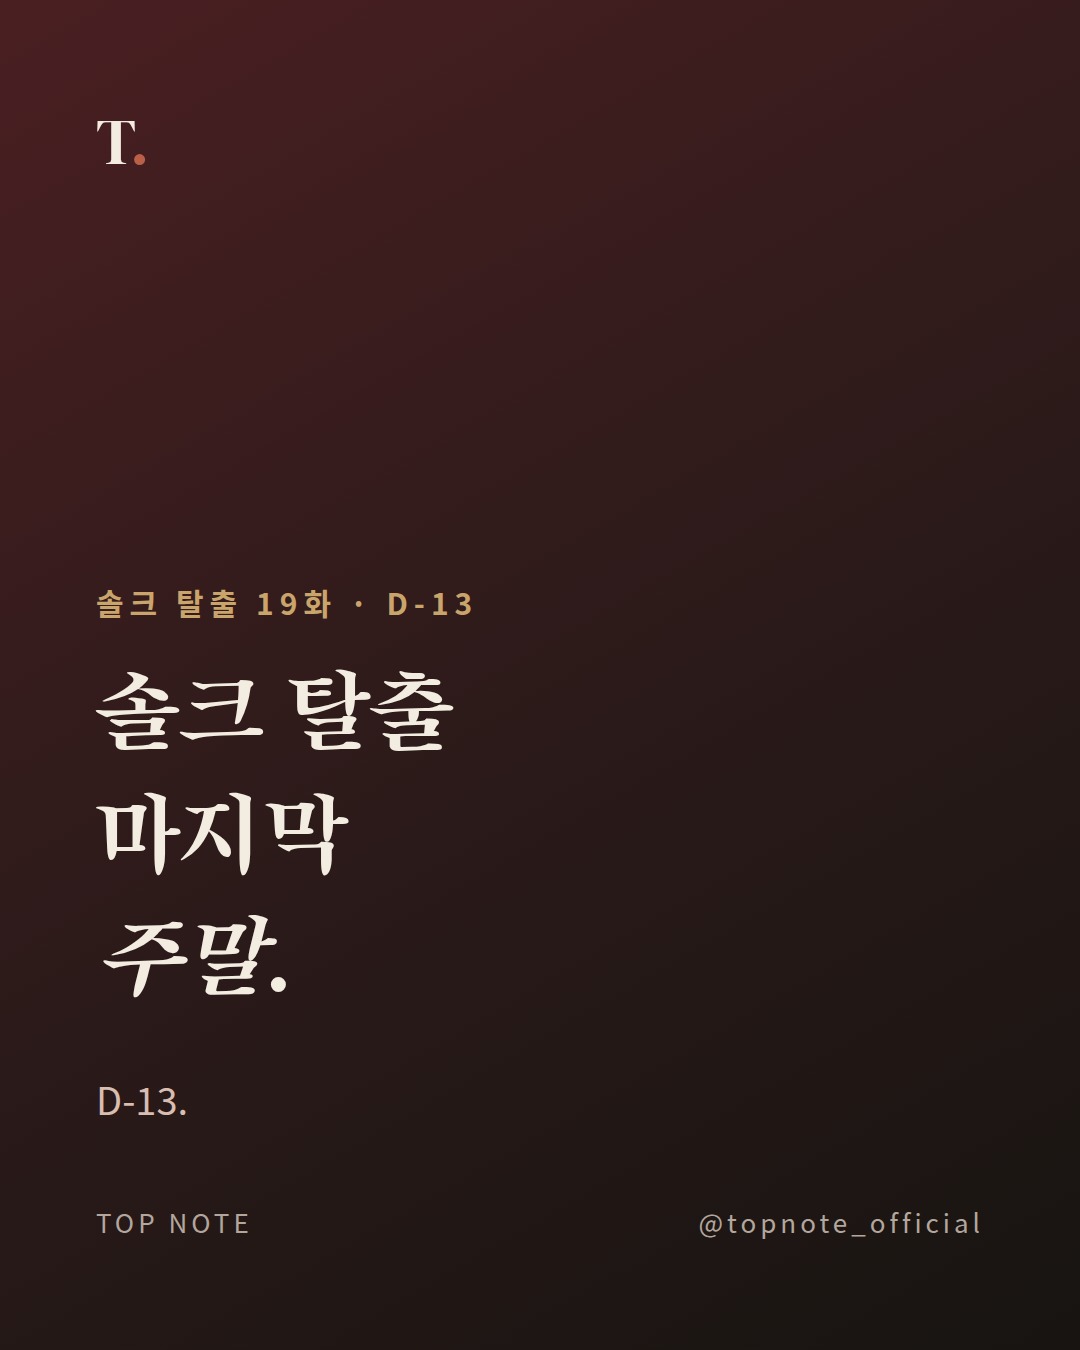 T.
솔크 탈출 19화 · D-13
솔크 탈출
마지막
주말.
D-13.
TOP NOTE
@topnote_official